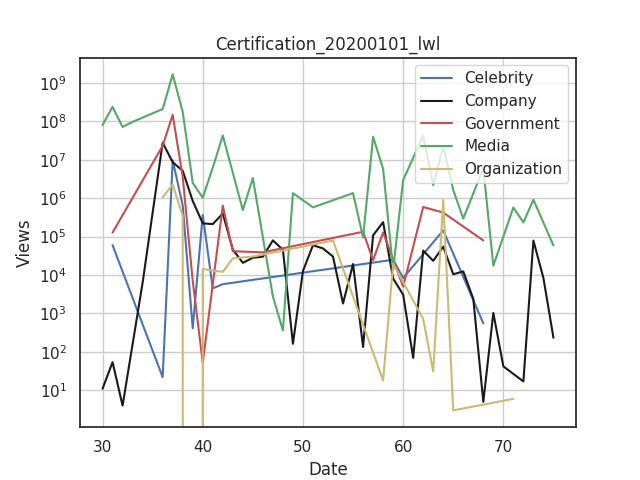 Certification_20200101_lwl
10⁹
10⁸
10⁷
10⁶
10⁵
10⁴
10³
10²
10¹
Views
30 40 50 60 70
Date
Celebrity
Company
Government
Media
Organization